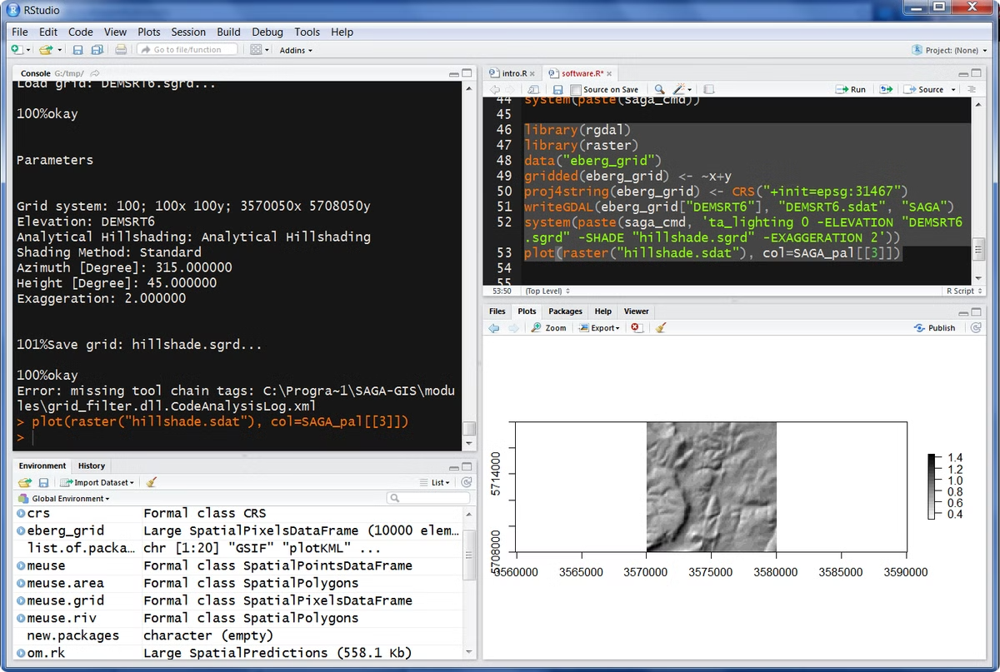 RStudio
File Edit Code View Plots Session Build Debug Tools Help
Go to file/function Addins Project: (None)
Console G:/tmp/
Load grid: DEMSRT6.sgrd...
100%okay
Parameters
Grid system: 100; 100x 100y; 3570050x 5708050y
Elevation: DEMSRT6
Analytical Hillshading: Analytical Hillshading
Shading Method: Standard
Azimuth [Degree]: 315.000000
Height [Degree]: 45.000000
Exaggeration: 2.000000
101%Save grid: hillshade.sgrd...
100%okay
Error: missing tool chain tags: C:\Progra~1\SAGA-GIS\modu
les\grid_filter.dll.CodeAnalysisLog.xml
> plot(raster("hillshade.sdat"), col=SAGA_pal[[3]])
>
intro.R software.R*
Source on Save Run Source
44 system(paste(saga_cmd))
45
46 library(rgdal)
47 library(raster)
48 data("eberg_grid")
49 gridded(eberg_grid) <- ~x+y
50 proj4string(eberg_grid) <- CRS("+init=epsg:31467")
51 writeGDAL(eberg_grid["DEMSRT6"], "DEMSRT6.sdat", "SAGA")
52 system(paste(saga_cmd, 'ta_lighting 0 -ELEVATION "DEMSRT6
.sgrd" -SHADE "hillshade.sgrd" -EXAGGERATION 2'))
53 plot(raster("hillshade.sdat"), col=SAGA_pal[[3]])
54
55
53:50 (Top Level) R Script
Environment History
Import Dataset List
Global Environment
crs Formal class CRS
eberg_grid Large SpatialPixelsDataFrame (10000 elem...
list.of.packa... chr [1:20] "GSIF" "plotKML" ...
meuse Formal class SpatialPointsDataFrame
meuse.area Formal class SpatialPolygons
meuse.grid Formal class SpatialPixelsDataFrame
meuse.riv Formal class SpatialPolygons
new.packages character (empty)
om.rk Large SpatialPredictions (558.1 Kb)
Files Plots Packages Help Viewer
Zoom Export Publish
5714000
5708000
3560000 3565000 3570000 3575000 3580000 3585000 3590000
1.4
1.2
1.0
0.8
0.6
0.4